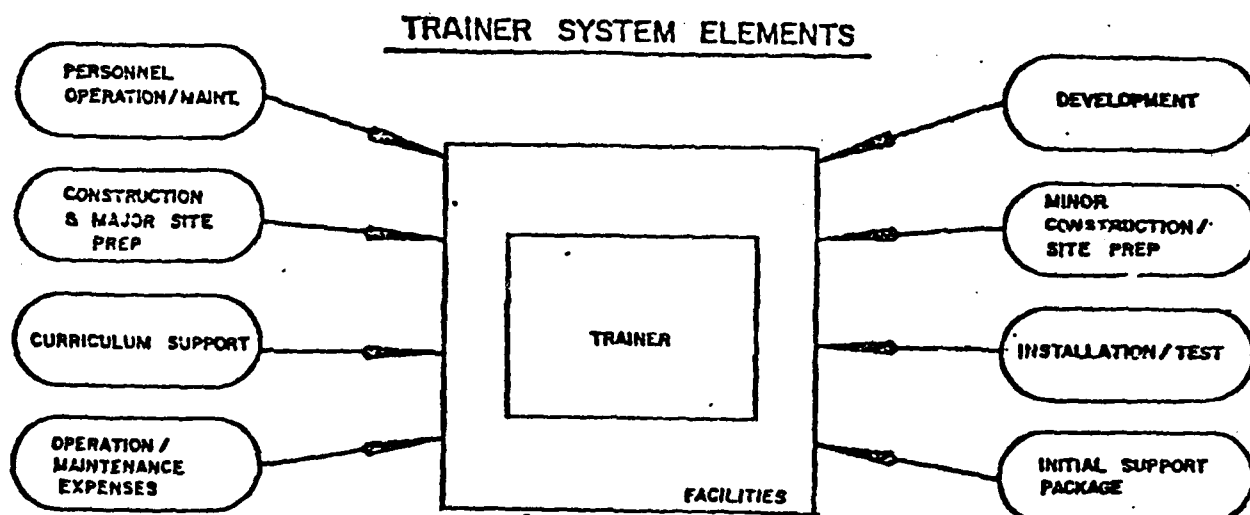 TRAINER SYSTEM ELEMENTS
PERSONNEL
OPERATION/MAINT.
CONSTRUCTION
& MAJOR SITE
PREP
CURRICULUM SUPPORT
OPERATION/
MAINTENANCE
EXPENSES
TRAINER
FACILITIES
DEVELOPMENT
MINOR
CONSTRUCTION/
SITE PREP
INSTALLATION/TEST
INITIAL SUPPORT
PACKAGE